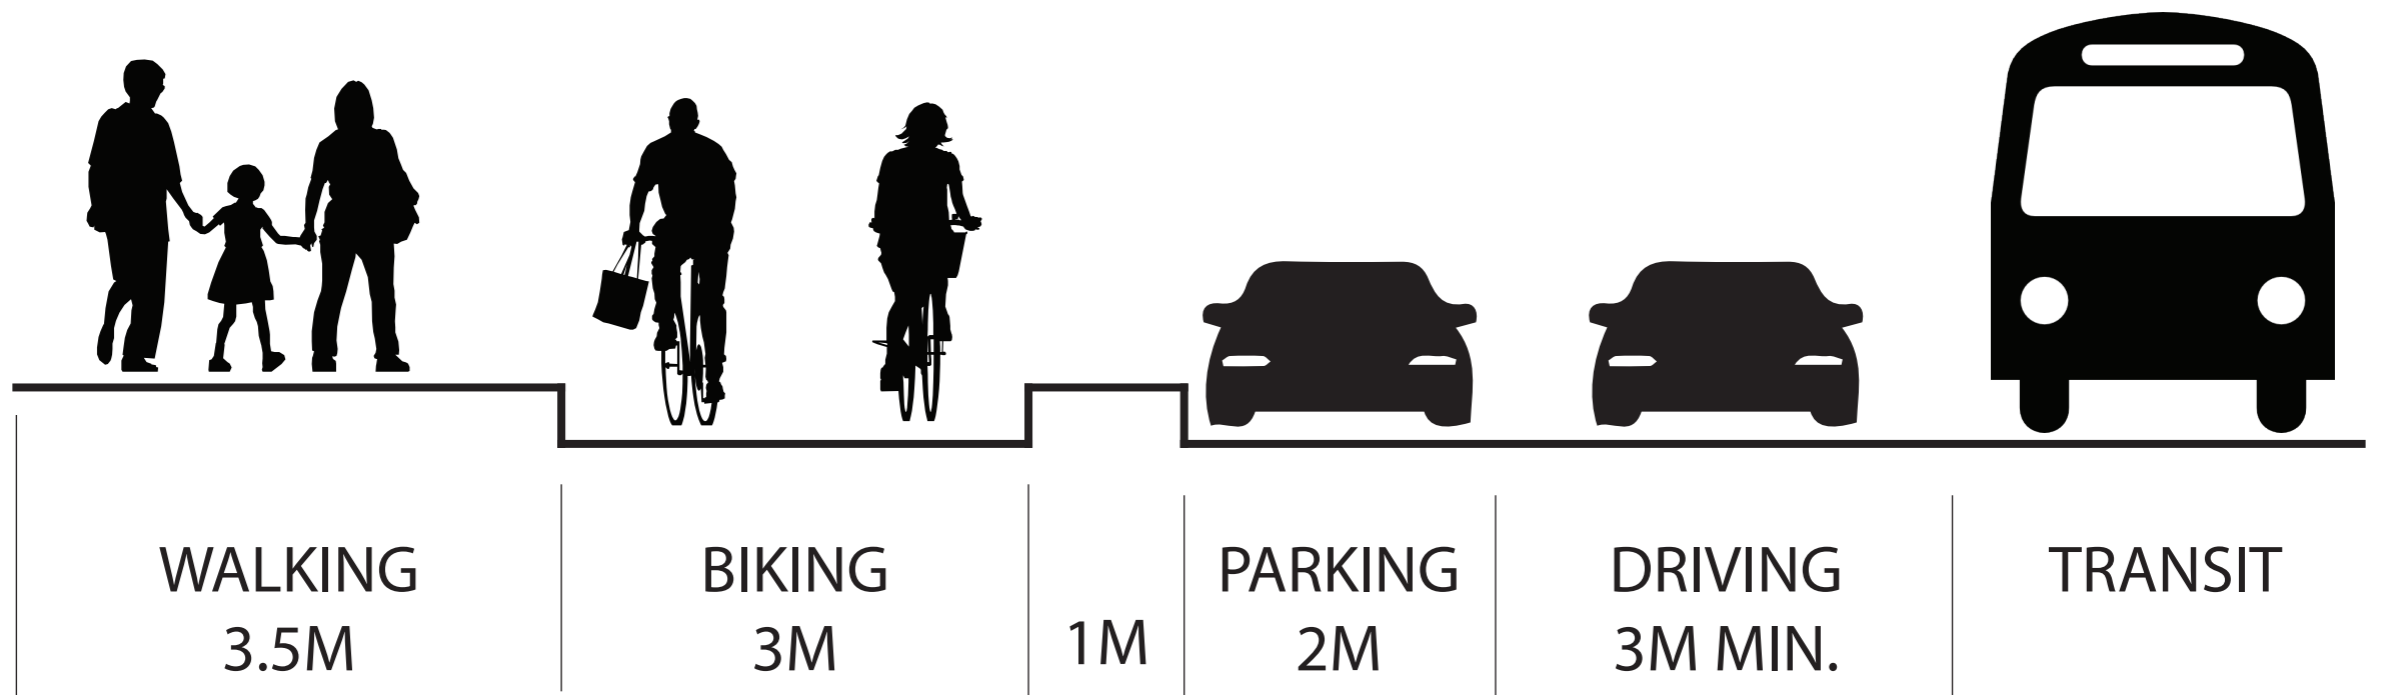 WALKING
3.5M
BIKING
3M
1M
PARKING
2M
DRIVING
3M MIN.
TRANSIT